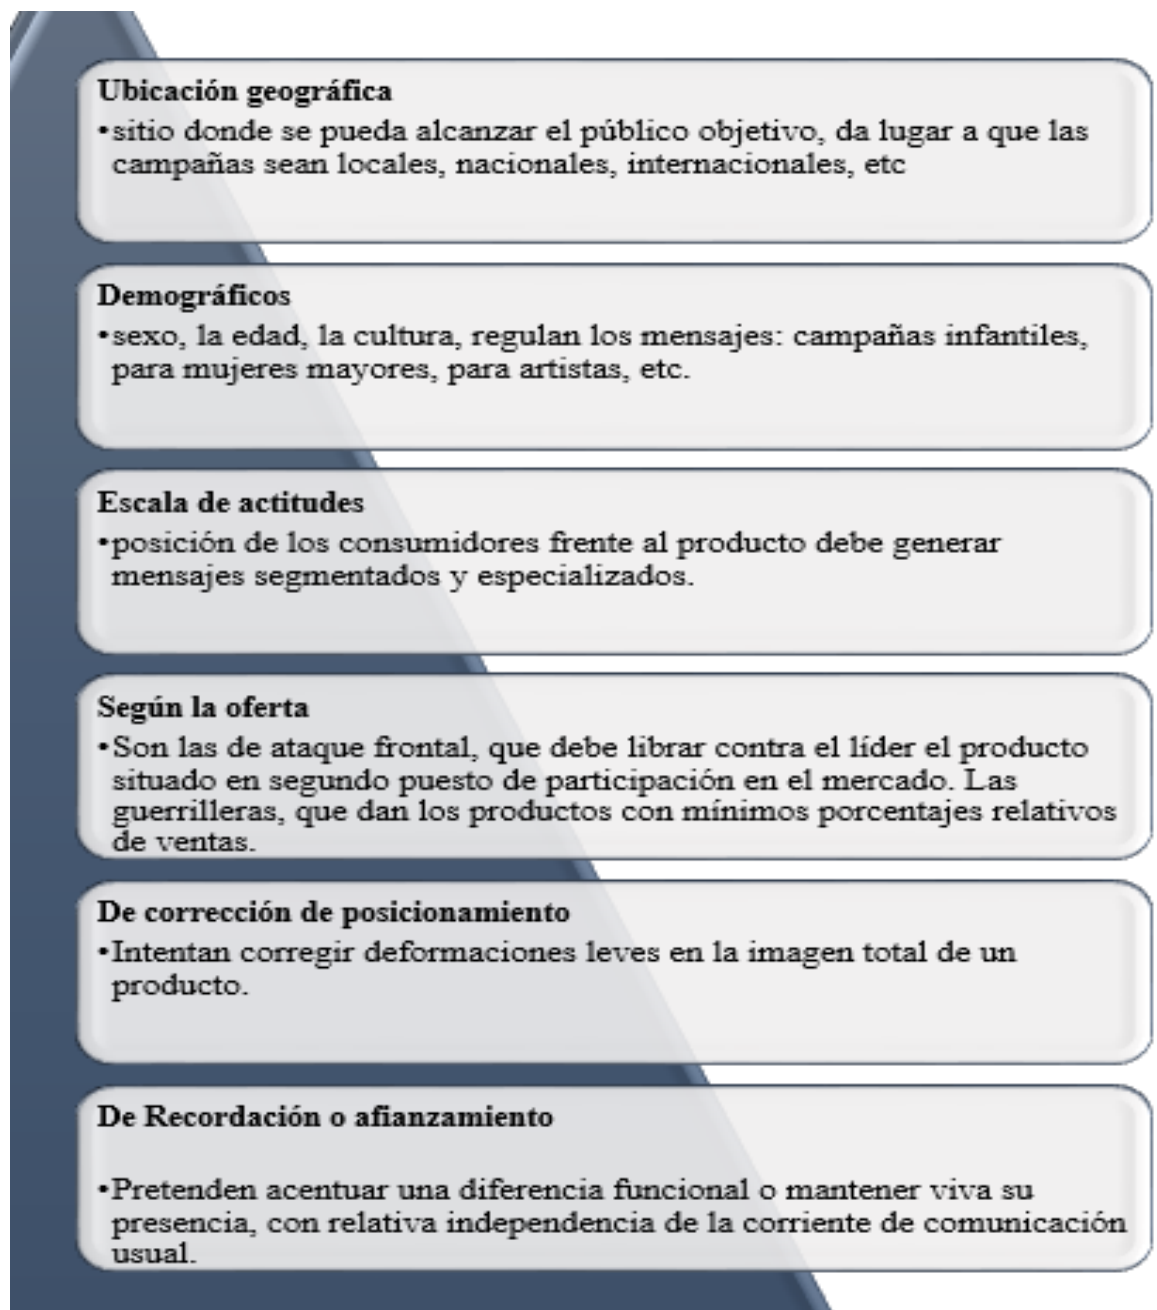 Ubicación geográfica
•sitio donde se pueda alcanzar el público objetivo, da lugar a que las
campañas sean locales, nacionales, internacionales, etc
Demográficos
•sexo, la edad, la cultura, regulan los mensajes: campañas infantiles,
para mujeres mayores, para artistas, etc.
Escala de actitudes
•posición de los consumidores frente al producto debe generar
mensajes segmentados y especializados.
Según la oferta
•Son las de ataque frontal, que debe librar contra el líder el producto
situado en segundo puesto de participación en el mercado. Las
guerrilleras, que dan los productos con mínimos porcentajes relativos
de ventas.
De corrección de posicionamiento
•Intentan corregir deformaciones leves en la imagen total de un
producto.
De Recordación o afianzamiento
•Pretenden acentuar una diferencia funcional o mantener viva su
presencia, con relativa independencia de la corriente de comunicación
usual.